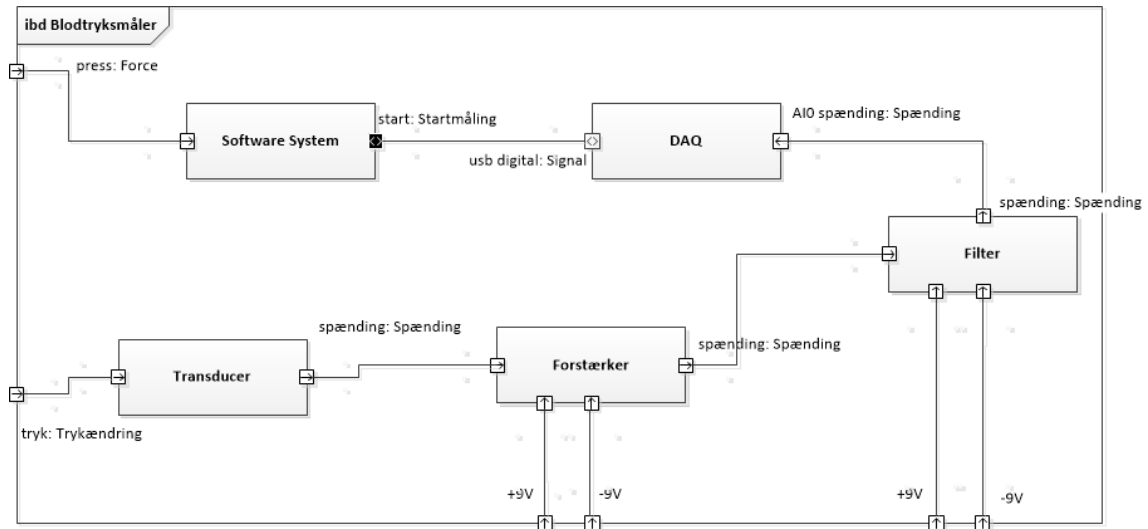 ibd Blodtryksmåler
press: Force
Software System
start: Startmåling
usb digital: Signal
DAQ
AI0 spænding: Spænding
spænding: Spænding
Filter
spænding: Spænding
Forstærker
spænding: Spænding
Transducer
tryk: Trykændring
+9V
-9V
+9V
-9V